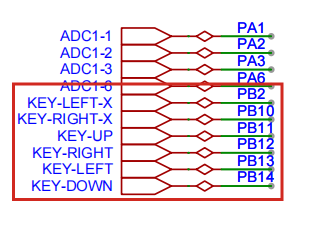 ADC1-1 PA1
ADC1-2 PA2
ADC1-3 PA3
ADC1-6 PA6
KEY-LEFT-X PB2
KEY-RIGHT-X PB10
KEY-UP PB11
KEY-RIGHT PB12
KEY-LEFT PB13
KEY-DOWN PB14